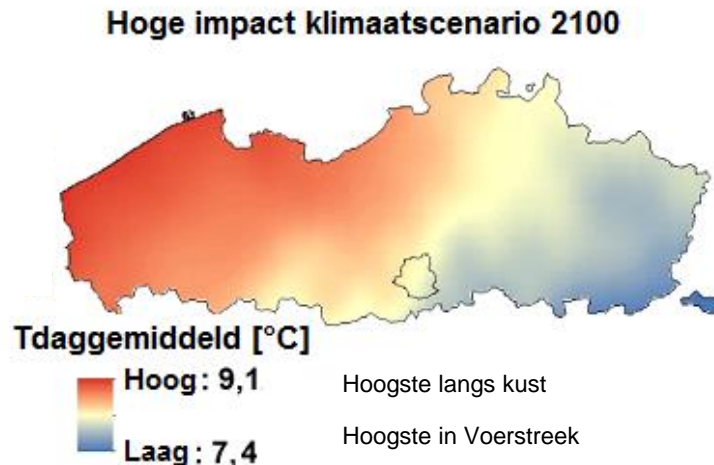 Hoge impact klimaatscenario 2100
Tdaggemiddeld [°C]
Hoog: 9,1
Hoogste langs kust
Laag: 7,4
Hoogste in Voerstreek